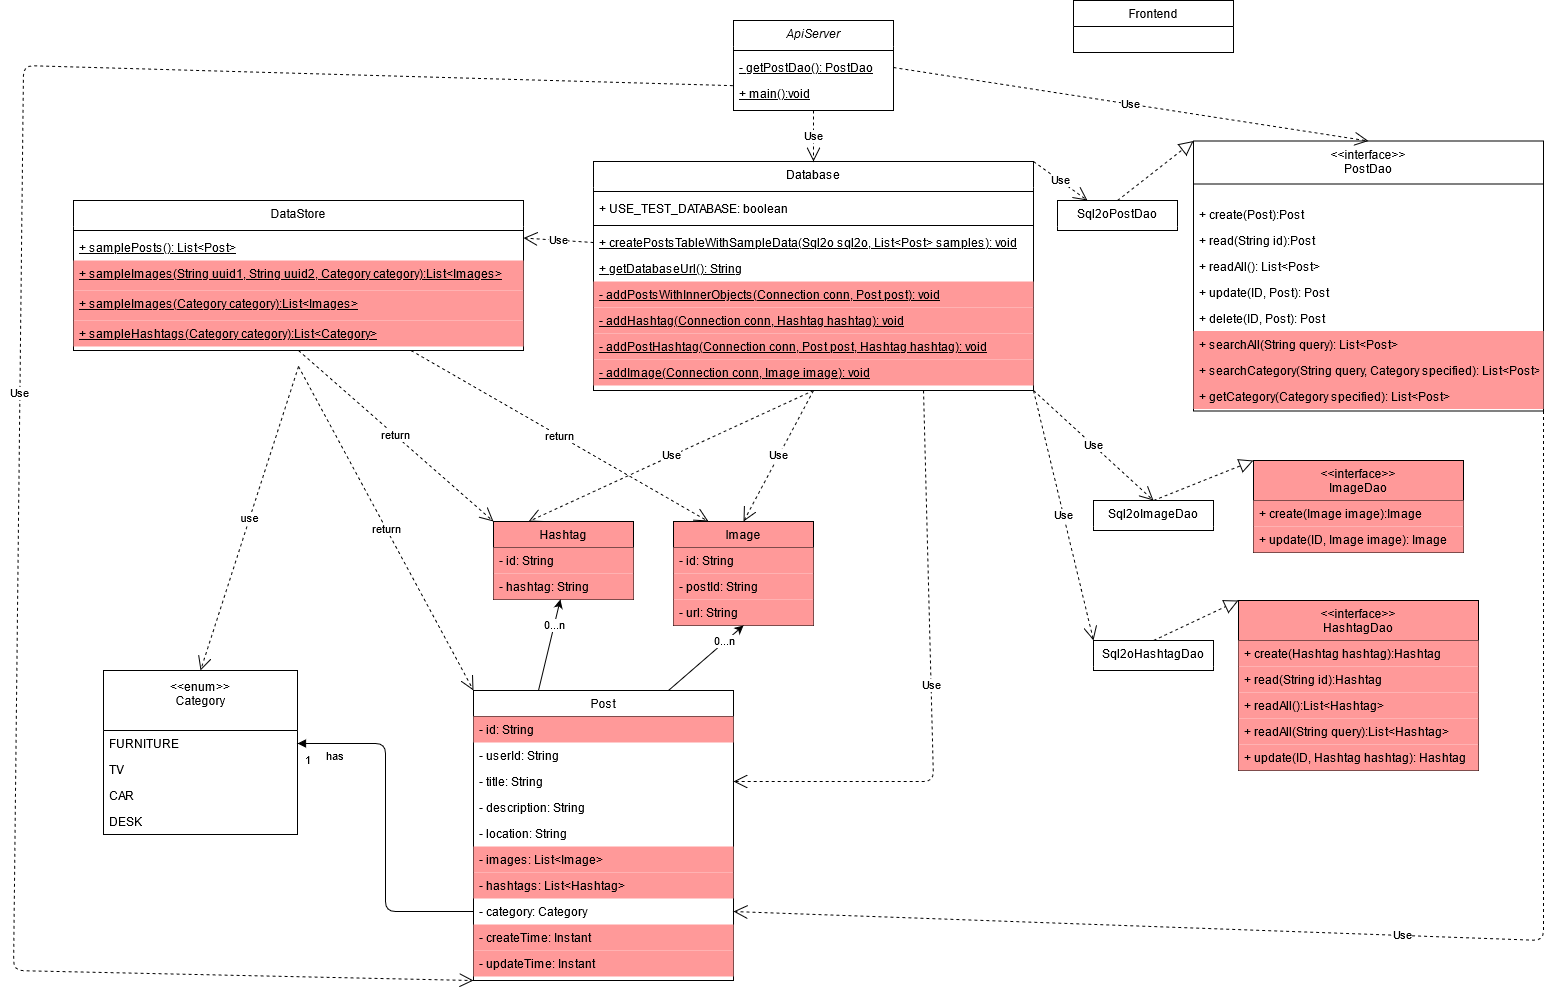 Frontend
ApiServer
- getPostDao(): PostDao
+ main():void
Use
Use
Use
<<interface>>
PostDao
+ create(Post):Post
+ read(String id):Post
+ readAll(): List<Post>
+ update(ID, Post): Post
+ delete(ID, Post): Post
+ searchAll(String query): List<Post>
+ searchCategory(String query, Category specified): List<Post>
+ getCategory(Category specified): List<Post>
Database
+ USE_TEST_DATABASE: boolean
+ createPostsTableWithSampleData(Sql2o sql2o, List<Post> samples): void
+ getDatabaseUrl(): String
- addPostsWithInnerObjects(Connection conn, Post post): void
- addHashtag(Connection conn, Hashtag hashtag): void
- addPostHashtag(Connection conn, Post post, Hashtag hashtag): void
- addImage(Connection conn, Image image): void
Use
Sql2oPostDao
DataStore
+ samplePosts(): List<Post>
+ sampleImages(String uuid1, String uuid2, Category category):List<Images>
+ sampleImages(Category category):List<Images>
+ sampleHashtags(Category category):List<Category>
Use
return
return
Use
Use
Use
Use
use
return
<<interface>>
ImageDao
+ create(Image image):Image
+ update(ID, Image image): Image
Sql2oImageDao
Hashtag
- id: String
- hashtag: String
Image
- id: String
- postId: String
- url: String
0...n
0...n
<<interface>>
HashtagDao
+ create(Hashtag hashtag):Hashtag
+ read(String id):Hashtag
+ readAll():List<Hashtag>
+ readAll(String query):List<Hashtag>
+ update(ID, Hashtag hashtag): Hashtag
Sql2oHashtagDao
Use
<<enum>>
Category
FURNITURE
TV
CAR
DESK
1
has
Post
- id: String
- userId: String
- title: String
- description: String
- location: String
- images: List<Image>
- hashtags: List<Hashtag>
- category: Category
- createTime: Instant
- updateTime: Instant
Use